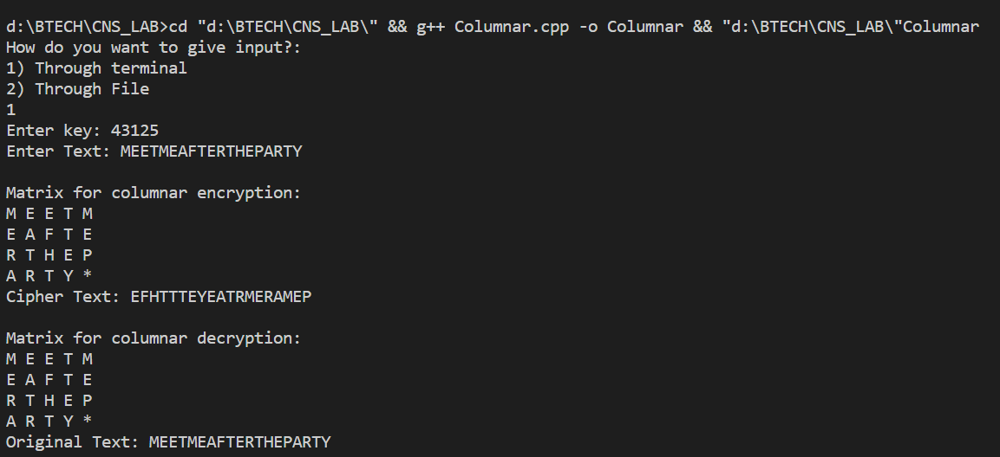 d:\BTECH\CNS_LAB>cd "d:\BTECH\CNS_LAB\" && g++ Columnar.cpp -o Columnar && "d:\BTECH\CNS_LAB\"Columnar
How do you want to give input?:
1) Through terminal
2) Through File
1
Enter key: 43125
Enter Text: MEETMEAFTERTHEPARTY
Matrix for columnar encryption:
M E E T M
E A F T E
R T H E P
A R T Y *
Cipher Text: EFHTTTEYEATRMERAMEP
Matrix for columnar decryption:
M E E T M
E A F T E
R T H E P
A R T Y *
Original Text: MEETMEAFTERTHEPARTY